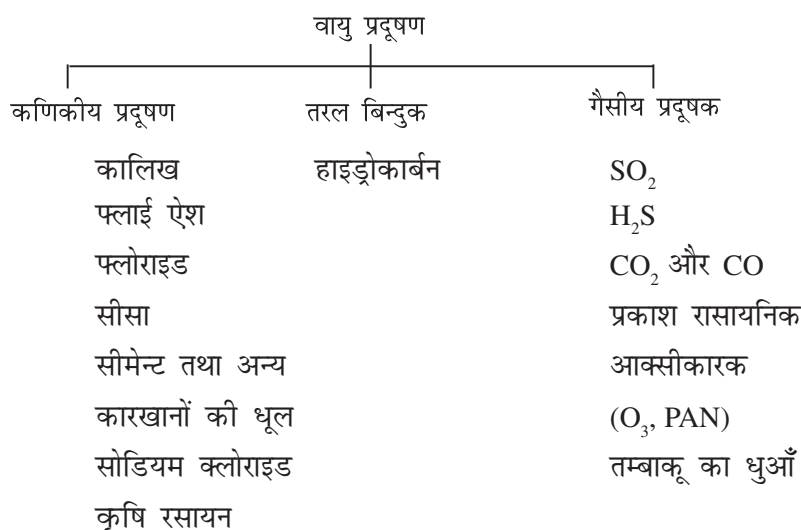 वायु प्रदूषण
कणिकीय प्रदूषण
कालिख
फ्लाई ऐश
फ्लोराइड
सीसा
सीमेन्ट तथा अन्य
कारखानों की धूल
सोडियम क्लोराइड
कृषि रसायन
तरल बिन्दुक
हाइड्रोकार्बन
गैसीय प्रदूषक
SO₂
H₂S
CO₂ और CO
प्रकाश रासायनिक
आक्सीकारक
(O₃, PAN)
तम्बाकू का धुआँ